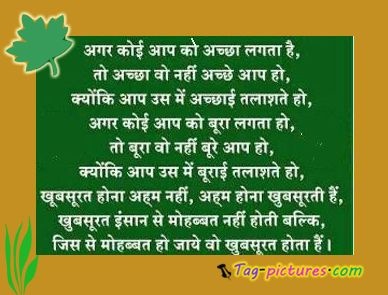 अगर कोई आप को अच्छा लगता है,
तो अच्छा वो नहीं अच्छे आप हो,
क्योंकि आप उस में अच्छाई तलाशते हो,
अगर कोई आप को बूरा लगता हो,
तो बूरा वो नहीं बूरे आप हो,
क्योंकि आप उस में बूराई तलाशते हो,
खूबसूरत होना अहम नहीं, अहम होना खुबसूरती हैं,
खुबसूरत इंसान से मोहब्बत नहीं होती बल्कि,
जिस से मोहब्बत हो जाये वो खुबसूरत होता हैं।
Tag-pictures.com